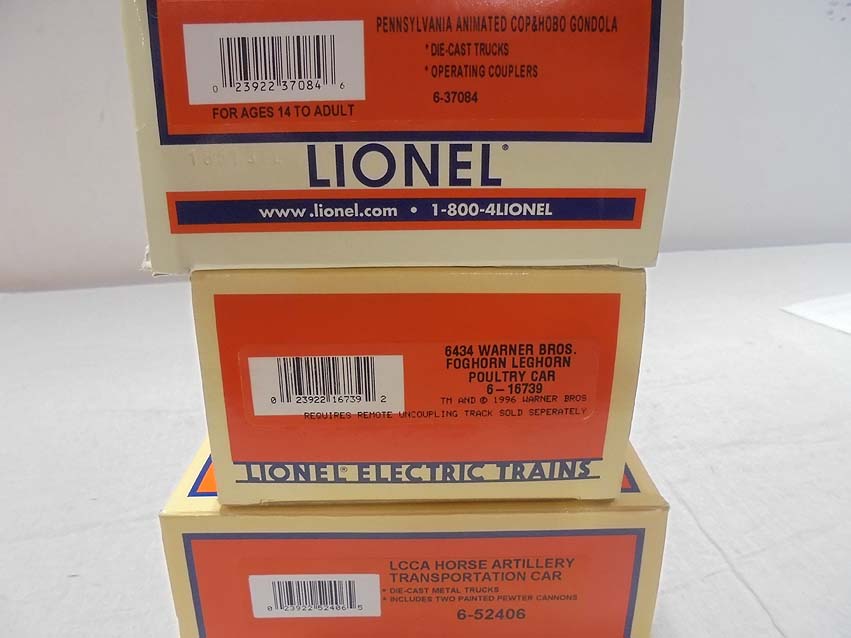 PENNSYLVANIA ANIMATED COP&HOBO GONDOLA
* DIE-CAST TRUCKS
* OPERATING COUPLERS
6-37084
0 23922 37084 6
FOR AGES 14 TO ADULT
LIONEL®
www.lionel.com • 1-800-4LIONEL
6434 WARNER BROS.
FOGHORN LEGHORN
POULTRY CAR
6-16739
0 23922 16739 2
TM AND © 1996 WARNER BROS
REQUIRES REMOTE UNCOUPLING TRACK SOLD SEPERATELY
LIONEL® ELECTRIC TRAINS
LCCA HORSE ARTILLERY
TRANSPORTATION CAR
* DIE-CAST METAL TRUCKS
* INCLUDES TWO PAINTED PEWTER CANNONS
0 23922 52406 5
6-52406